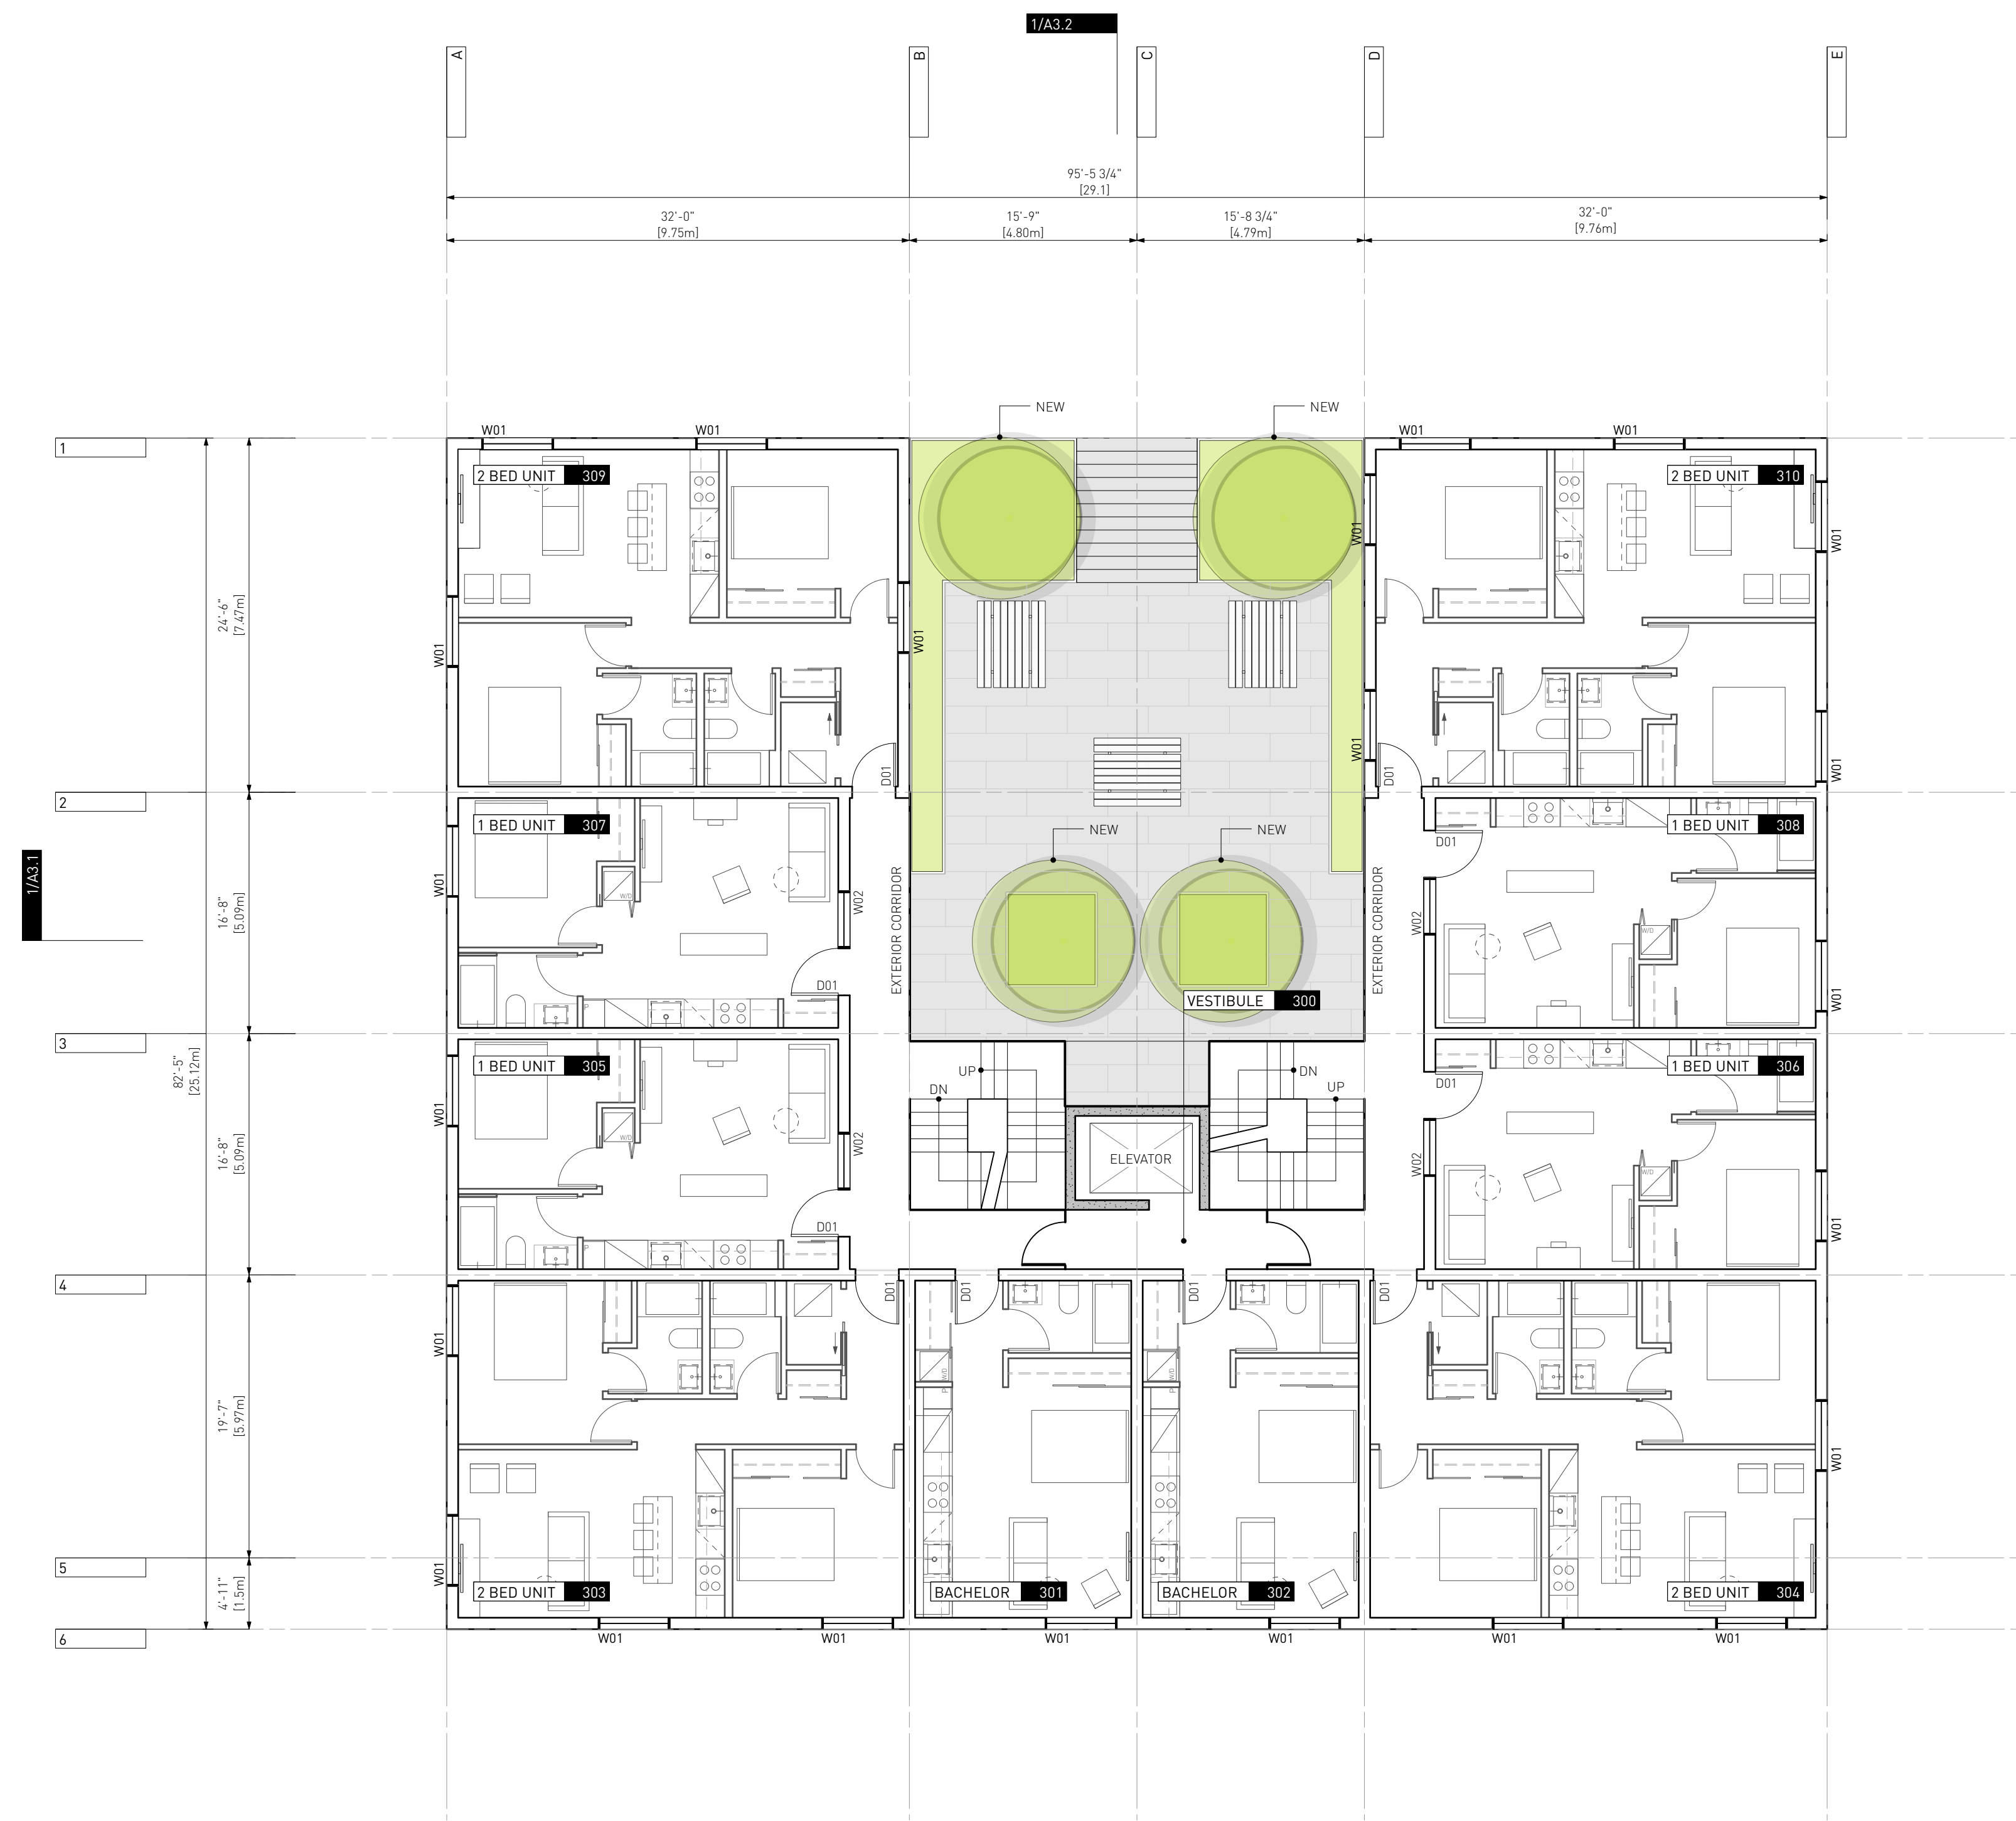 1/A3.2
A
B
C
D
E
95'-5 3/4"
[29.1]
32'-0"
[9.75m]
15'-9"
[4.80m]
15'-8 3/4"
[4.79m]
32'-0"
[9.76m]
NEW
NEW
1
W01
W01
W01
W01
2 BED UNIT 309
2 BED UNIT 310
W01
W01
W01
24'-6"
[7.47m]
W01
W01
W01
W01
D01
D01
2
1 BED UNIT 307
NEW
NEW
1 BED UNIT 308
D01
1/A3.1
W01
W/D
W02
EXTERIOR CORRIDOR
EXTERIOR CORRIDOR
W02
W/D
16'-8"
[5.09m]
D01
VESTIBULE 300
W01
P
3
82'-5"
[25.12m]
1 BED UNIT 305
UP
DN
DN
UP
1 BED UNIT 306
D01
W01
W/D
W02
ELEVATOR
W02
W/D
16'-8"
[5.09m]
D01
W01
P
4
D01
D01
D01
D01
W01
W/D
P
W/D
P
19'-7"
[5.97m]
W01
5
W01
4'-11"
[1.5m]
2 BED UNIT 303
BACHELOR 301
BACHELOR 302
2 BED UNIT 304
6
W01
W01
W01
W01
W01
W01